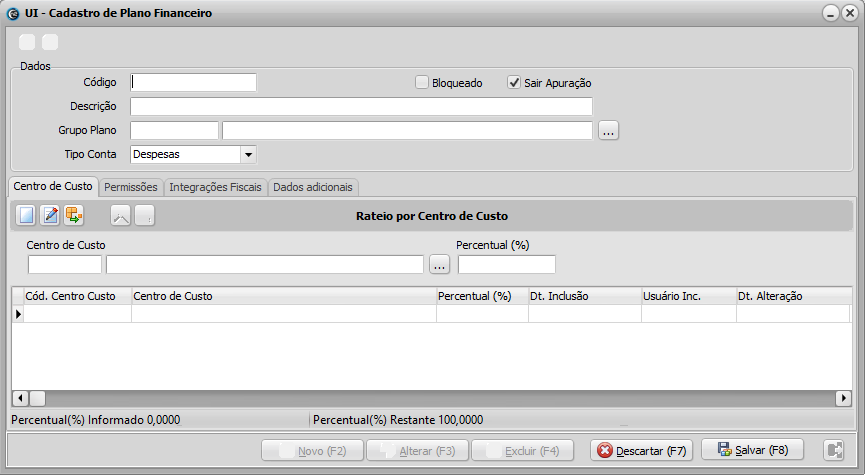 UI - Cadastro de Plano Financeiro
Dados
Código
Bloqueado
Sair Apuração
Descrição
Grupo Plano
...
Tipo Conta
Despesas
Centro de Custo
Permissões
Integrações Fiscais
Dados adicionais
Rateio por Centro de Custo
Centro de Custo
Percentual (%)
...
Cód. Centro Custo
Centro de Custo
Percentual (%)
Dt. Inclusão
Usuário Inc.
Dt. Alteração
Percentual(%) Informado 0,0000
Percentual(%) Restante 100,0000
Novo (F2)
Alterar (F3)
Excluir (F4)
Descartar (F7)
Salvar (F8)